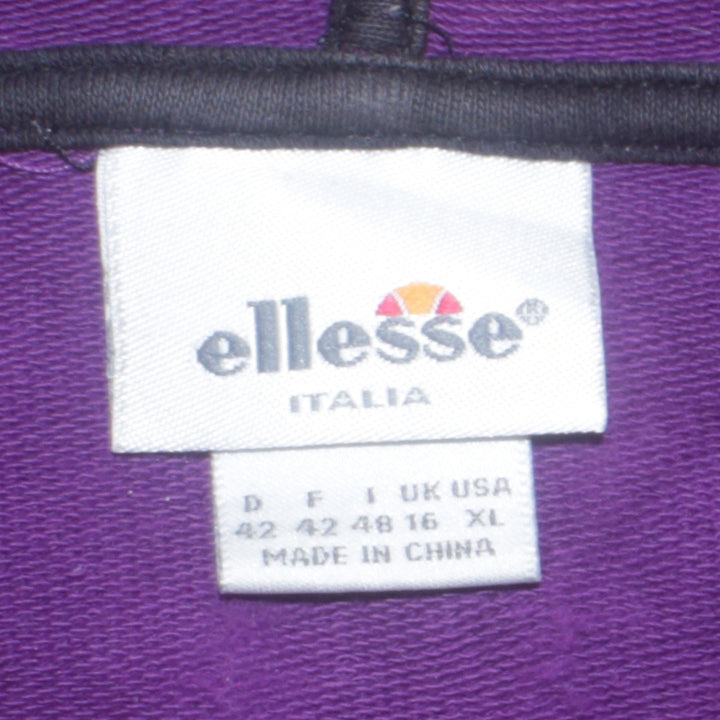 ellesse®
ITALIA
D F I UK USA
42 42 48 16 XL
MADE IN CHINA